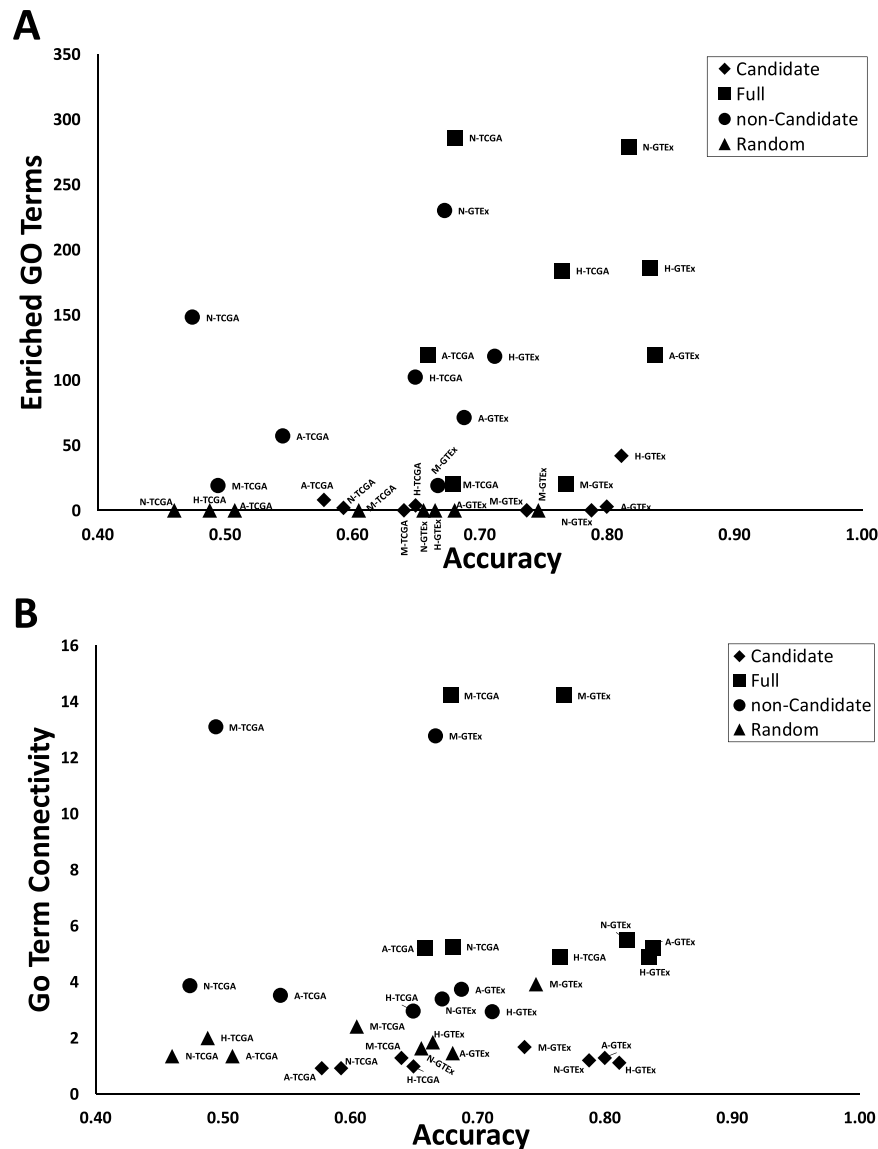 A
350
300
250
200
150
100
50
0
Enriched GO Terms
Candidate
Full
non-Candidate
Random
N-TCGA
N-GTEx
N-GTEx
H-TCGA
H-GTEx
N-TCGA
A-TCGA
H-GTEx
A-GTEx
H-TCGA
A-GTEx
A-TCGA
H-GTEx
M-GTEx
M-TCGA
M-TCGA
M-GTEx
A-TCGA
H-TCGA
N-TCGA
M-TCGA
N-TCGA
H-TCGA
A-TCGA
A-GTEx
M-GTEx
M-GTEx
A-GTEx
N-GTEx
M-TCGA
N-GTEx
H-GTEx
0.40
0.50
0.60
0.70
0.80
0.90
1.00
Accuracy
B
16
14
12
10
8
6
4
2
0
Go Term Connectivity
Candidate
Full
non-Candidate
Random
M-TCGA
M-GTEx
M-TCGA
M-GTEx
N-GTEx
A-GTEx
A-TCGA
N-TCGA
H-TCGA
H-GTEx
M-GTEx
N-TCGA
A-TCGA
A-GTEx
H-TCGA
N-GTEx
H-GTEx
M-TCGA
H-TCGA
H-GTEx
M-TCGA
N-TCGA
A-TCGA
A-GTEx
M-GTEx
A-GTEx
N-TCGA
N-GTEx
A-TCGA
H-TCGA
N-GTEx
H-GTEx
0.40
0.50
0.60
0.70
0.80
0.90
1.00
Accuracy